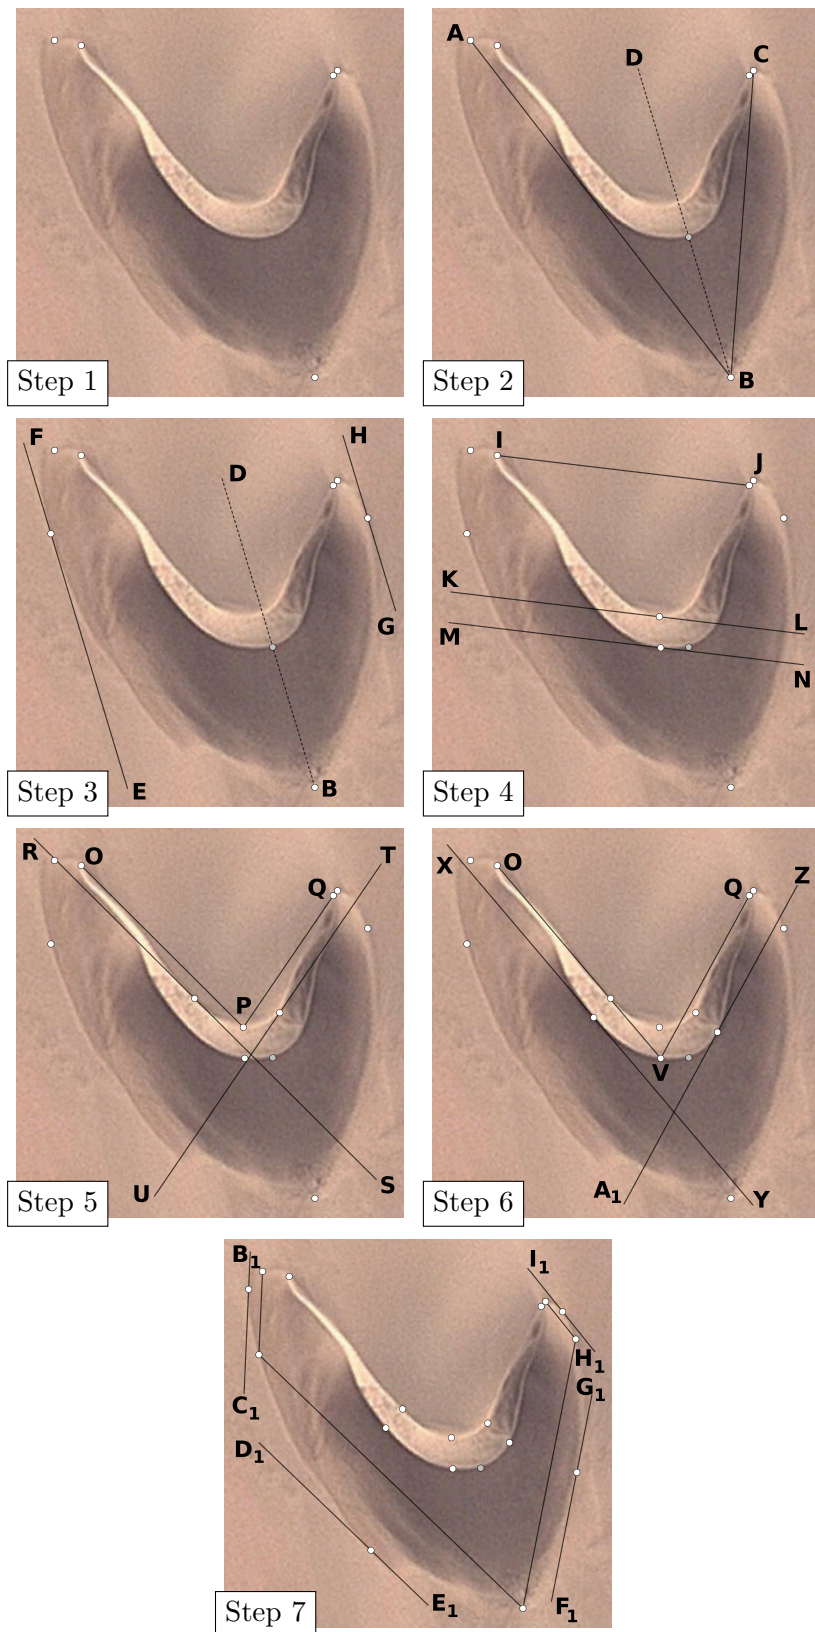 A
D
C
B
Step 1
Step 2
F
H
D
G
E
B
I
J
K
L
M
N
Step 3
Step 4
R
O
T
Q
P
U
S
X
O
Q
Z
V
A1
Y
Step 5
Step 6
B1
I1
H1
C1
G1
D1
E1
F1
Step 7